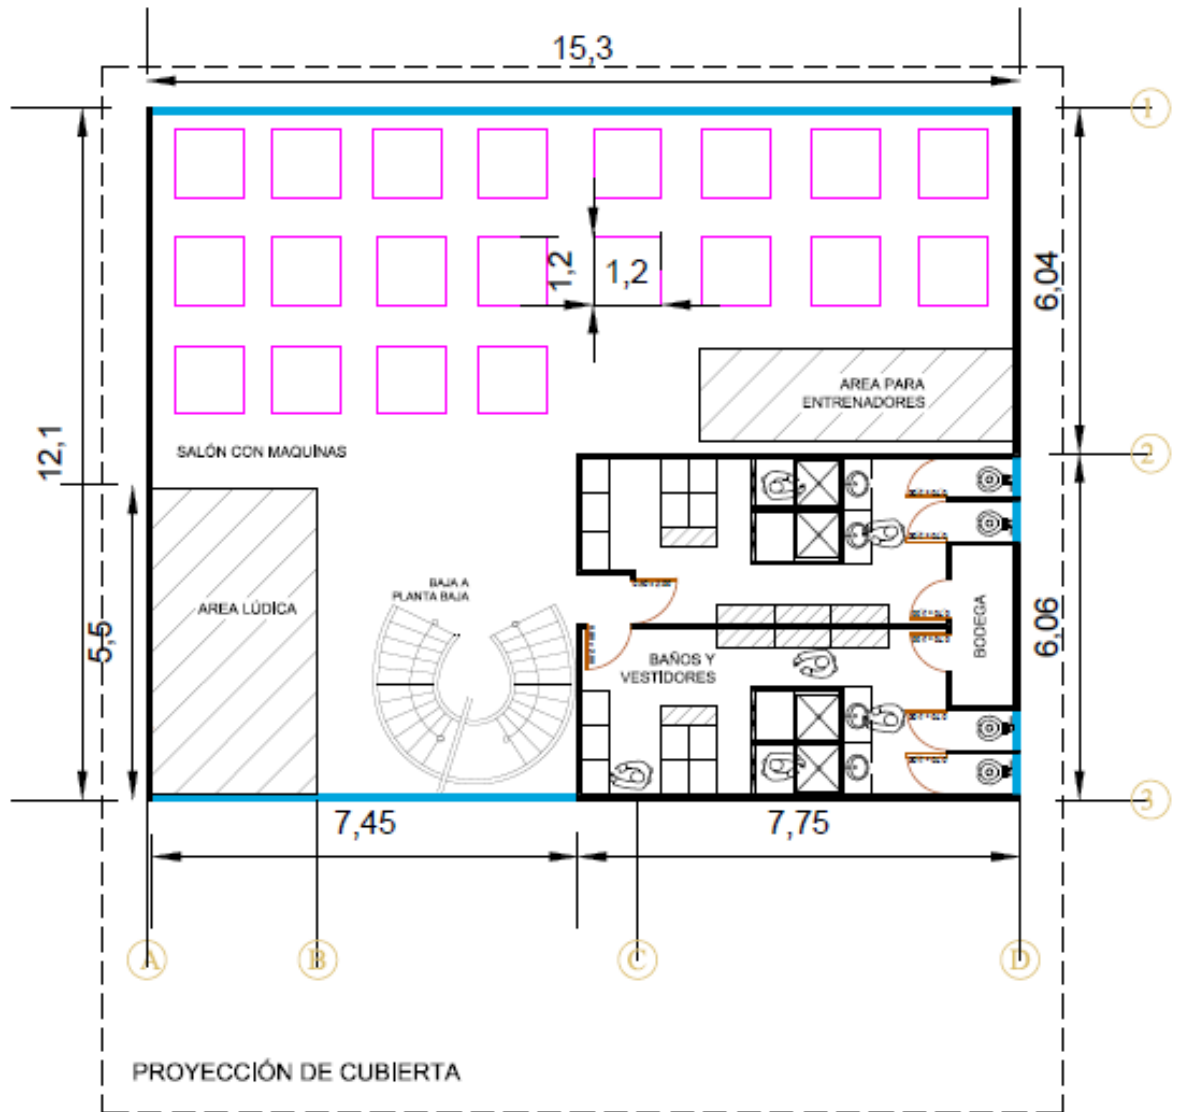 15,3
1
1,2
1,2
6,04
AREA PARA
ENTRENADORES
12,1
SALÓN CON MAQUÍNAS
2
BAJA A
PLANTA BAJA
AREA LÚDICA
5,5
BAÑOS Y
VESTIDORES
BODEGA
6,06
3
7,45
7,75
A
B
C
D
PROYECCIÓN DE CUBIERTA